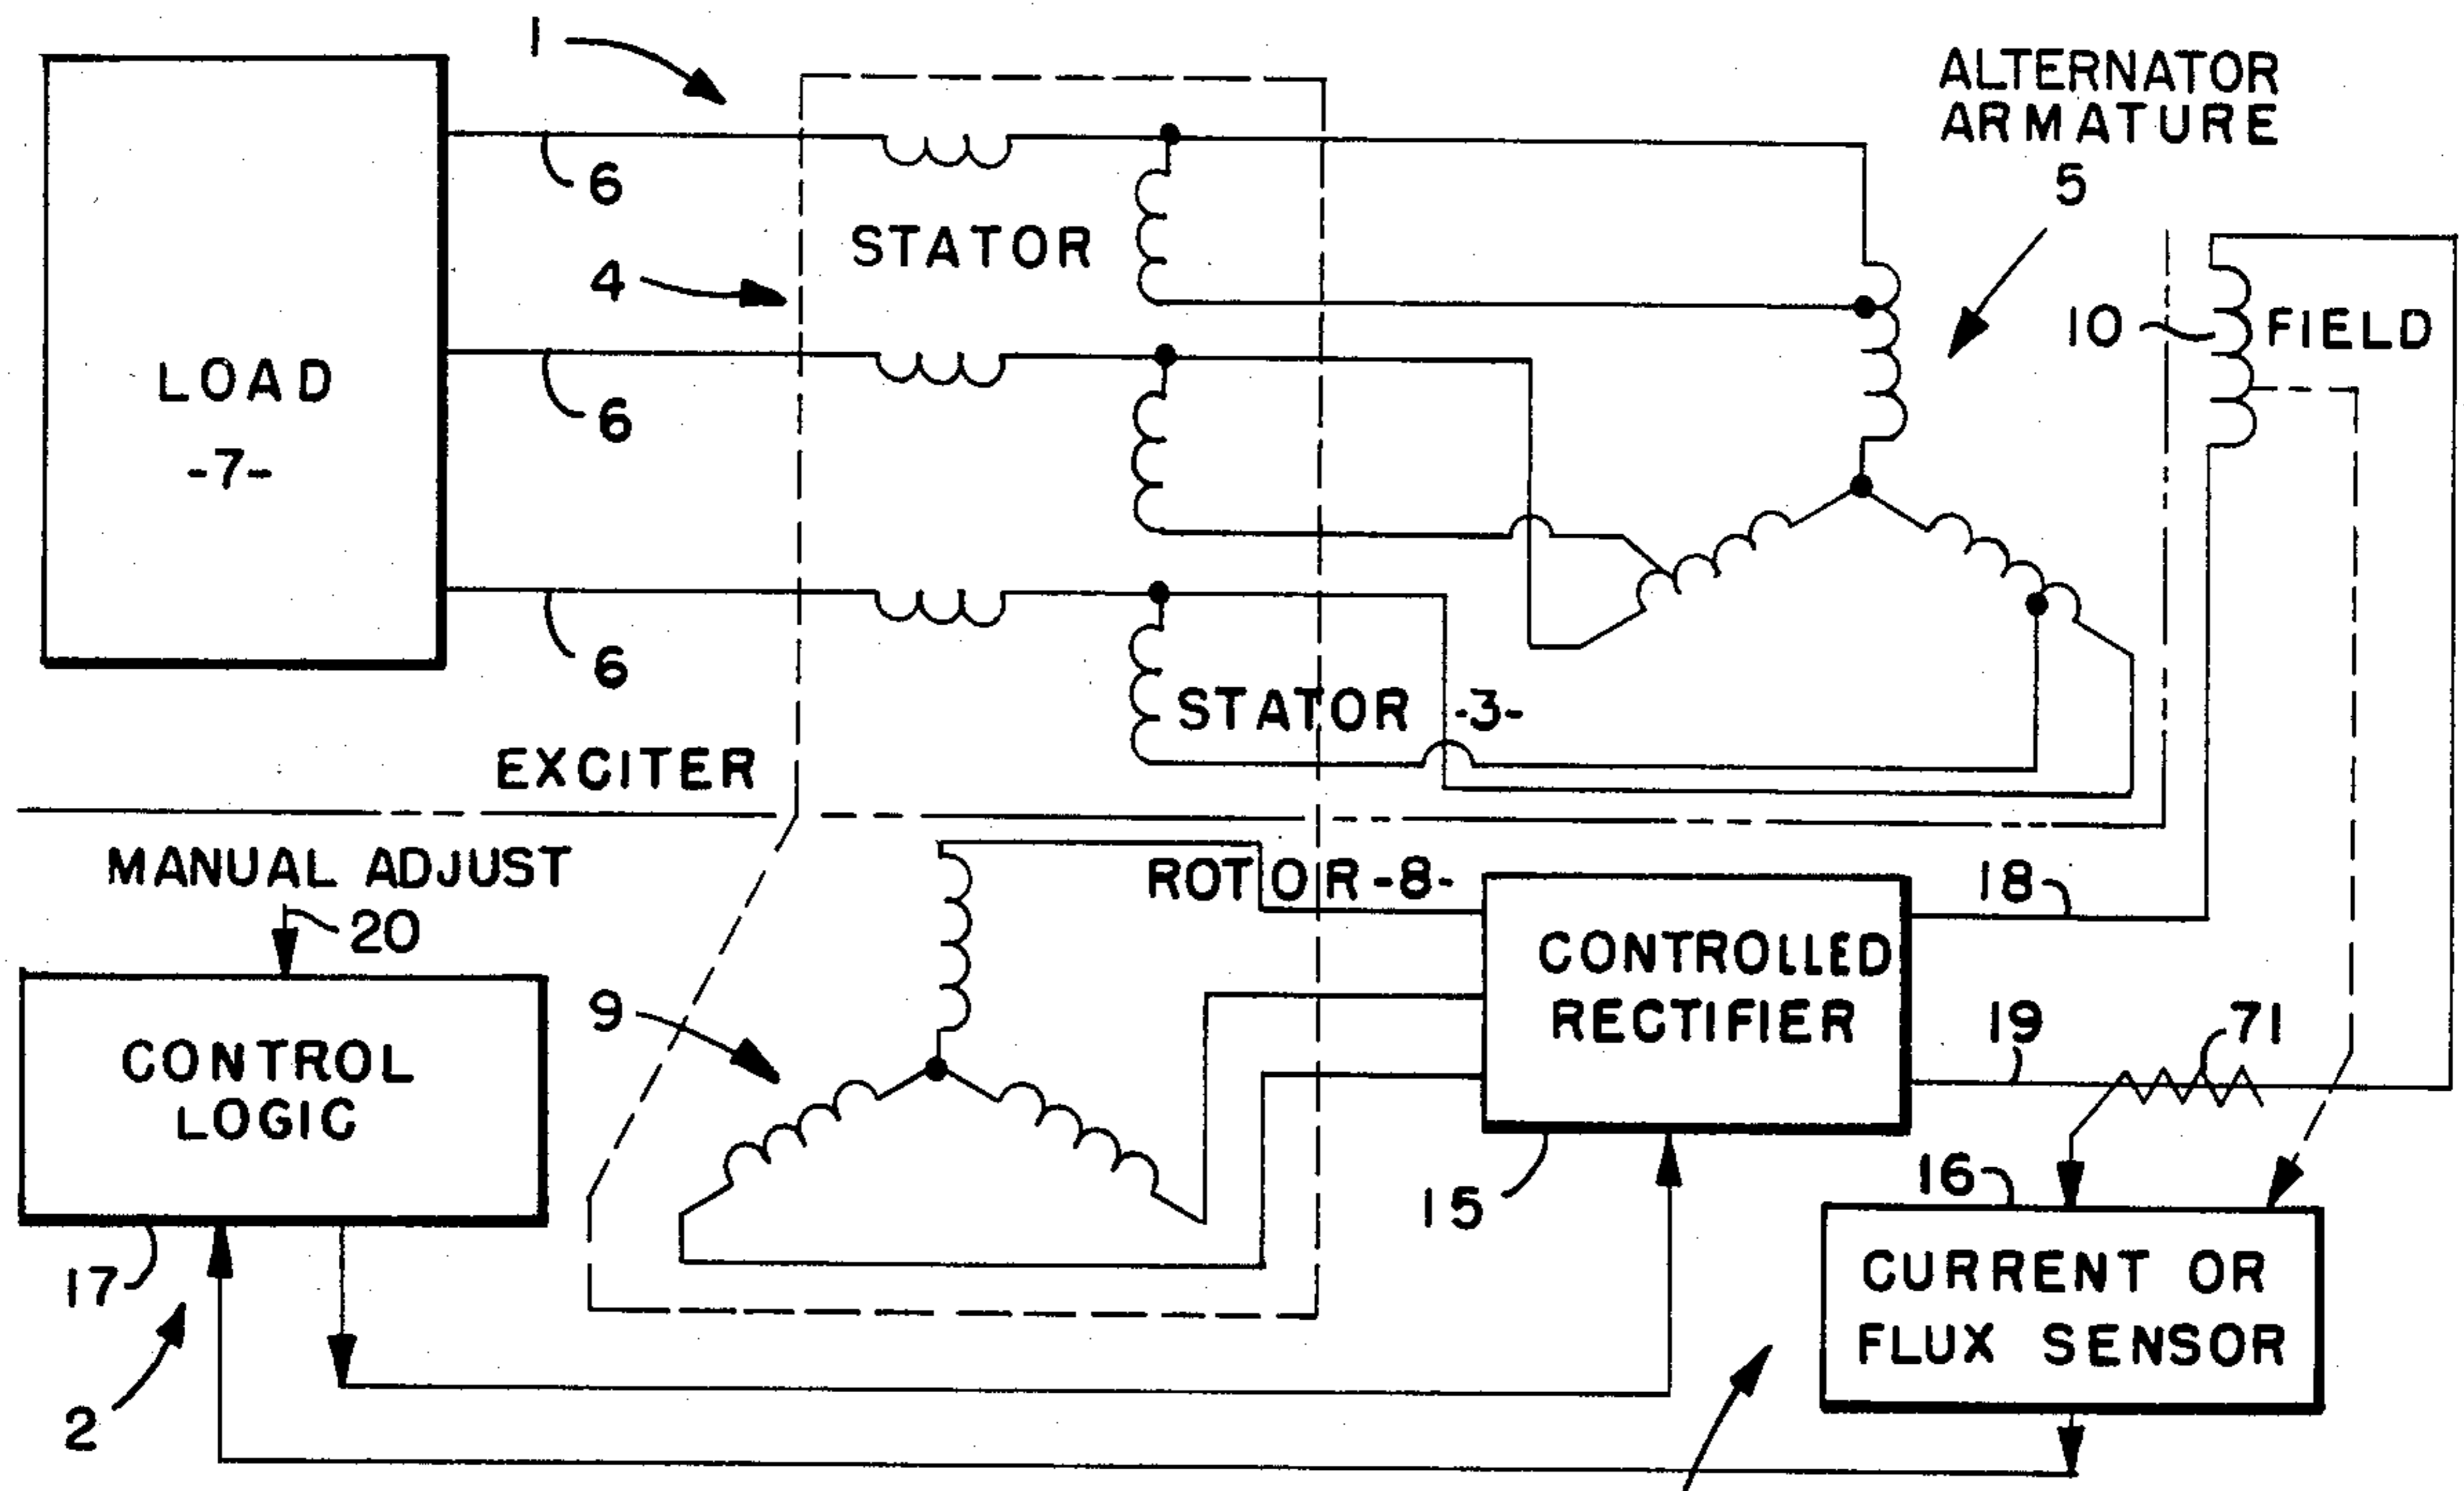 1
ALTERNATOR
ARMATURE
5
6
STATOR
4
10
FIELD
LOAD
-7-
6
6
STATOR -3-
EXCITER
MANUAL ADJUST
20
ROTOR -8-
18
CONTROLLED
RECTIFIER
9
19
71
CONTROL
LOGIC
15
16
17
CURRENT OR
FLUX SENSOR
2